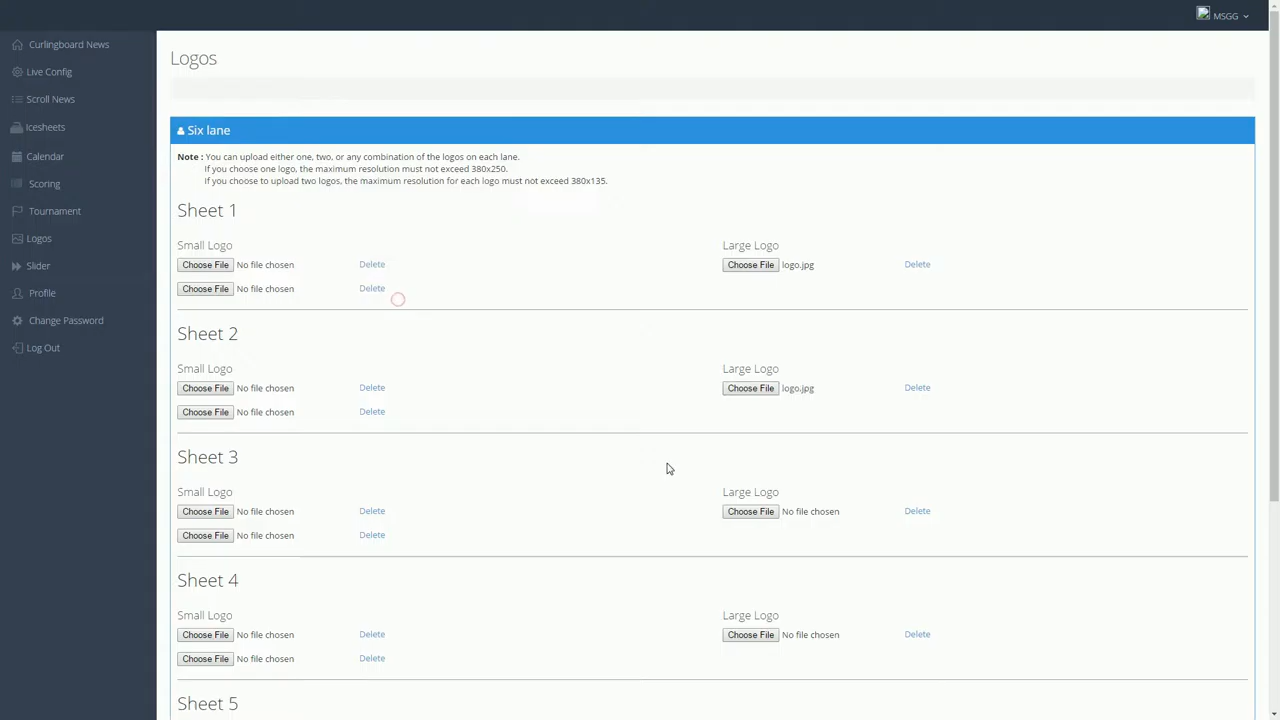 MSGG
Curlingboard News
Live Config
Scroll News
Icesheets
Calendar
Scoring
Tournament
Logos
Slider
Profile
Change Password
Log Out
Logos
Six lane
Note : You can upload either one, two, or any combination of the logos on each lane.
If you choose one logo, the maximum resolution must not exceed 380x250.
If you choose to upload two logos, the maximum resolution for each logo must not exceed 380x135.
Sheet 1
Small Logo Large Logo
Choose File No file chosen Delete Choose File logo.jpg Delete
Choose File No file chosen Delete
Sheet 2
Small Logo Large Logo
Choose File No file chosen Delete Choose File logo.jpg Delete
Choose File No file chosen Delete
Sheet 3
Small Logo Large Logo
Choose File No file chosen Delete Choose File No file chosen Delete
Choose File No file chosen Delete
Sheet 4
Small Logo Large Logo
Choose File No file chosen Delete Choose File No file chosen Delete
Choose File No file chosen Delete
Sheet 5